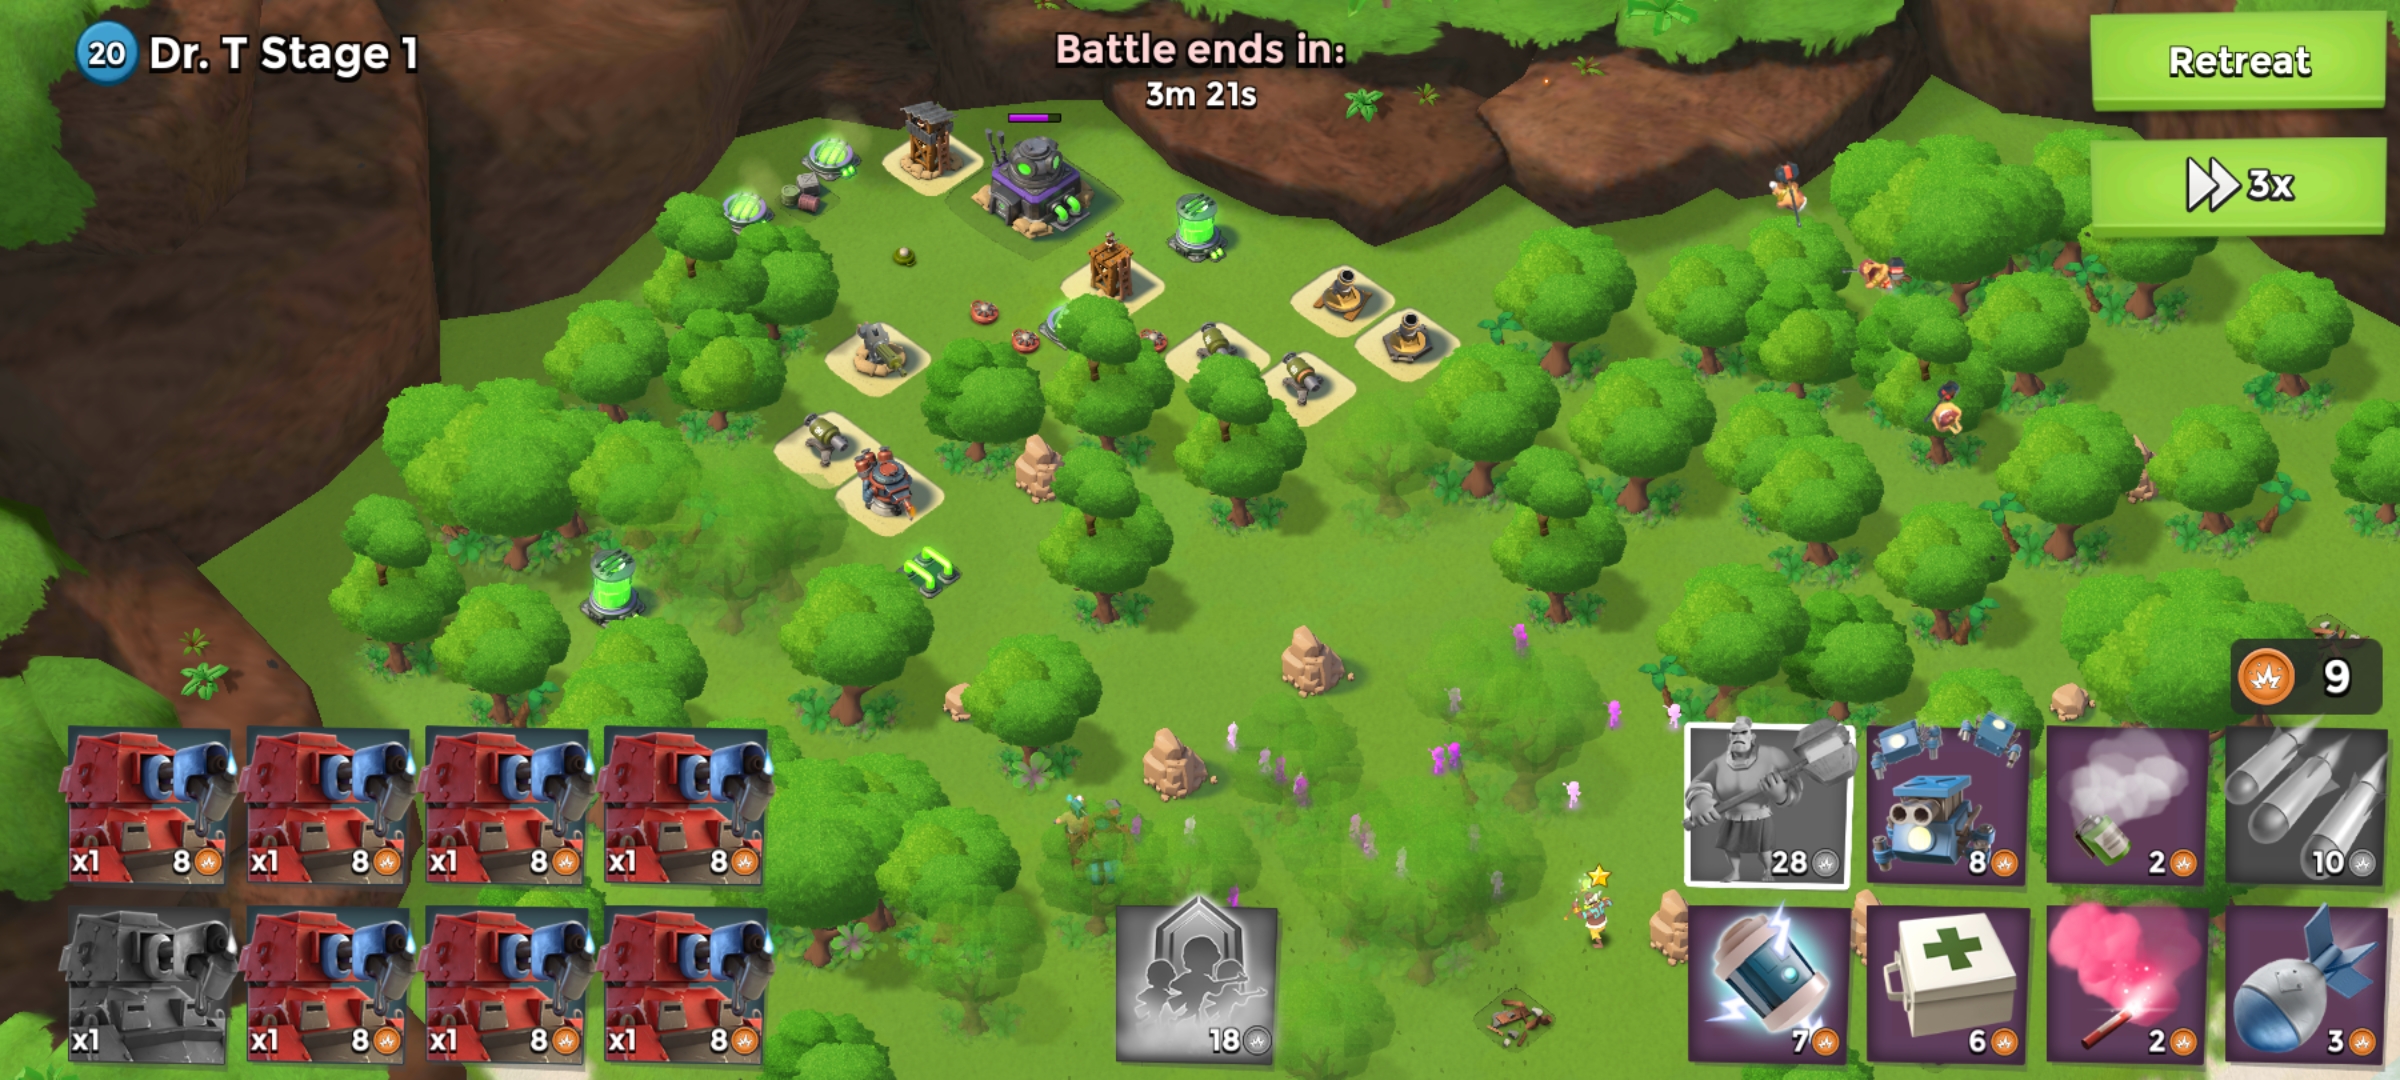 20 Dr. T Stage 1
Battle ends in:
3m 21s
Retreat
3x
9
x1 8
x1 8
x1 8
x1 8
28
8
2
10
x1
x1 8
x1 8
x1 8
18
7
6
2
3